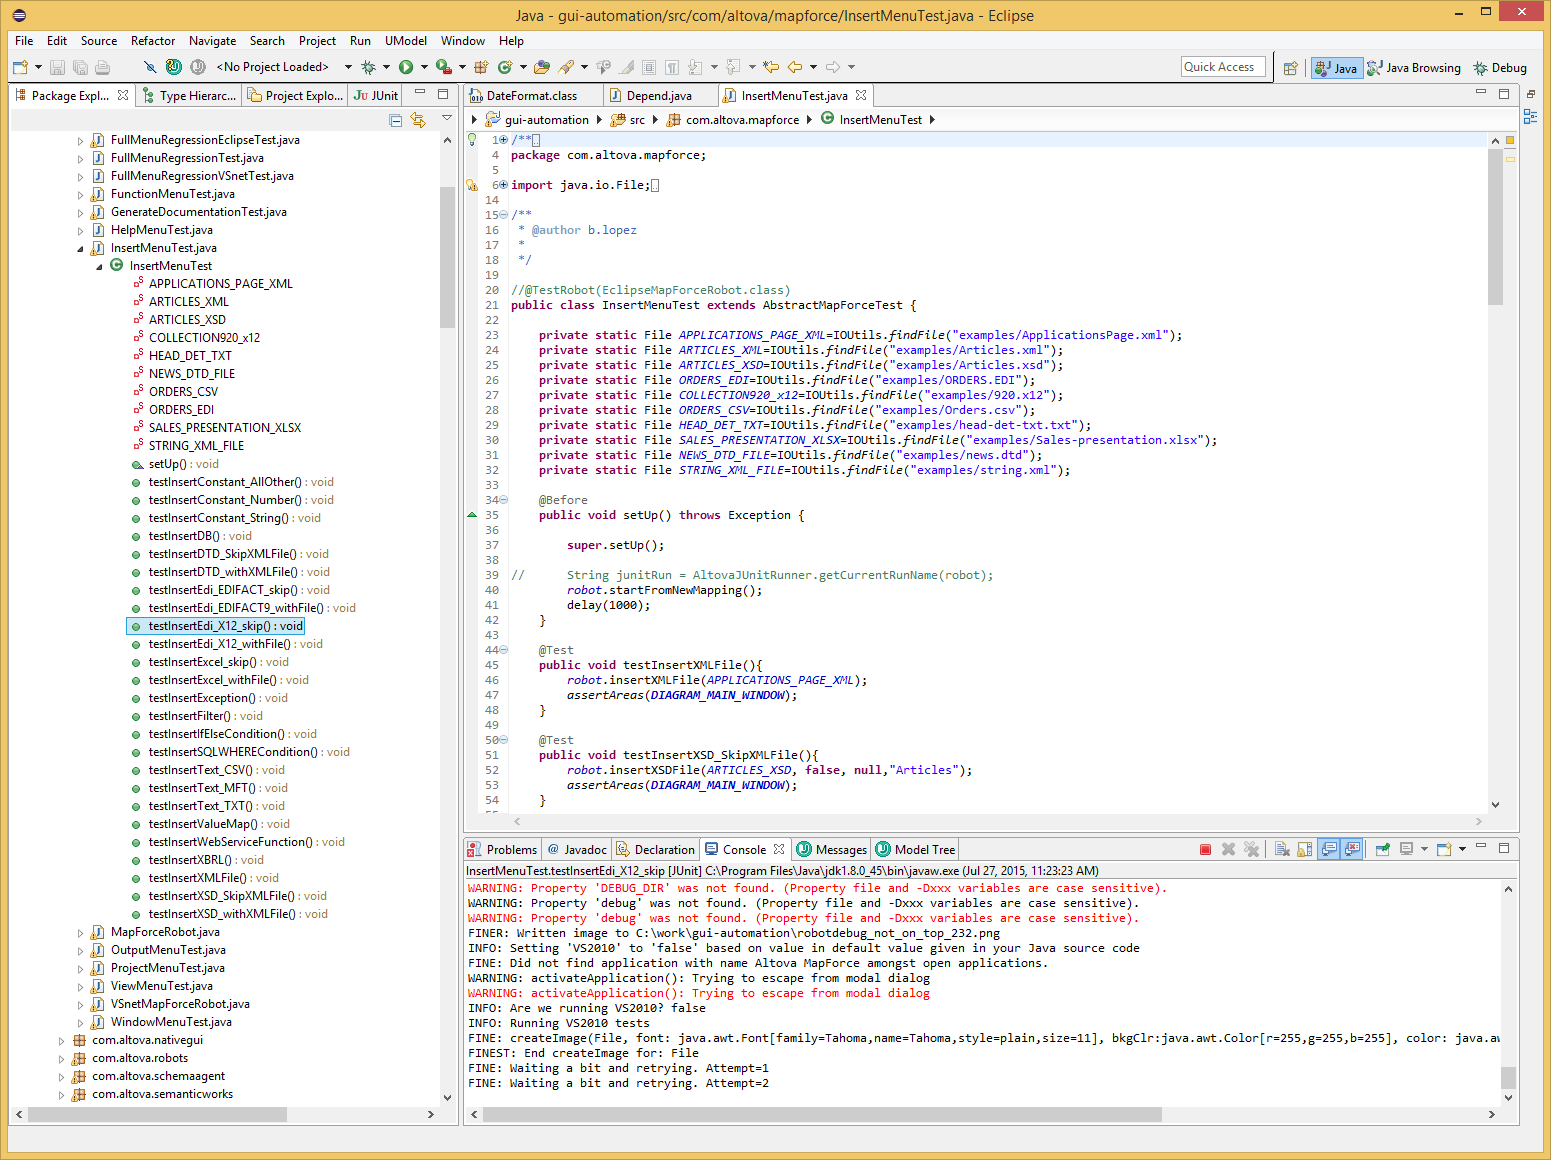 Java - gui-automation/src/com/altova/mapforce/InsertMenuTest.java - Eclipse
File Edit Source Refactor Navigate Search Project Run UModel Window Help
<No Project Loaded>
Quick Access
Java
Java Browsing
Debug
Package Expl...
Type Hierarc...
Project Explo...
JUnit
FullMenuRegressionEclipseTest.java
FullMenuRegressionTest.java
FullMenuRegressionVSnetTest.java
FunctionMenuTest.java
GenerateDocumentationTest.java
HelpMenuTest.java
InsertMenuTest.java
InsertMenuTest
APPLICATIONS_PAGE_XML
ARTICLES_XML
ARTICLES_XSD
COLLECTION920_x12
HEAD_DET_TXT
NEWS_DTD_FILE
ORDERS_CSV
ORDERS_EDI
SALES_PRESENTATION_XLSX
STRING_XML_FILE
setUp() : void
testInsertConstant_AllOther() : void
testInsertConstant_Number() : void
testInsertConstant_String() : void
testInsertDB() : void
testInsertDTD_SkipXMLFile() : void
testInsertDTD_withXMLFile() : void
testInsertEdi_EDIFACT_skip() : void
testInsertEdi_EDIFACT9_withFile() : void
testInsertEdi_X12_skip() : void
testInsertEdi_X12_withFile() : void
testInsertExcel_skip() : void
testInsertExcel_withFile() : void
testInsertException() : void
testInsertFilter() : void
testInsertIfElseCondition() : void
testInsertSQLWHERECondition() : void
testInsertText_CSV() : void
testInsertText_MFT() : void
testInsertText_TXT() : void
testInsertValueMap() : void
testInsertWebServiceFunction() : void
testInsertXBRL() : void
testInsertXMLFile() : void
testInsertXSD_SkipXMLFile() : void
testInsertXSD_withXMLFile() : void
MapForceRobot.java
OutputMenuTest.java
ProjectMenuTest.java
ViewMenuTest.java
VSnetMapForceRobot.java
WindowMenuTest.java
com.altova.nativegui
com.altova.robots
com.altova.schemaagent
com.altova.semanticworks
DateFormat.class
Depend.java
InsertMenuTest.java
gui-automation
src
com.altova.mapforce
InsertMenuTest
1 /**
4 package com.altova.mapforce;
5
6 import java.io.File;
14
15 /**
16 * @author b.lopez
17 *
18 */
19
20 //@TestRobot(EclipseMapForceRobot.class)
21 public class InsertMenuTest extends AbstractMapForceTest {
22
23 private static File APPLICATIONS_PAGE_XML=IOUtils.findFile("examples/ApplicationsPage.xml");
24 private static File ARTICLES_XML=IOUtils.findFile("examples/Articles.xml");
25 private static File ARTICLES_XSD=IOUtils.findFile("examples/Articles.xsd");
26 private static File ORDERS_EDI=IOUtils.findFile("examples/ORDERS.EDI");
27 private static File COLLECTION920_x12=IOUtils.findFile("examples/920.x12");
28 private static File ORDERS_CSV=IOUtils.findFile("examples/Orders.csv");
29 private static File HEAD_DET_TXT=IOUtils.findFile("examples/head-det-txt.txt");
30 private static File SALES_PRESENTATION_XLSX=IOUtils.findFile("examples/Sales-presentation.xlsx");
31 private static File NEWS_DTD_FILE=IOUtils.findFile("examples/news.dtd");
32 private static File STRING_XML_FILE=IOUtils.findFile("examples/string.xml");
33
34 @Before
35 public void setUp() throws Exception {
36
37 super.setUp();
38
39 // String junitRun = AltovaJUnitRunner.getCurrentRunName(robot);
40 robot.startFromNewMapping();
41 delay(1000);
42 }
43
44 @Test
45 public void testInsertXMLFile(){
46 robot.insertXMLFile(APPLICATIONS_PAGE_XML);
47 assertAreas(DIAGRAM_MAIN_WINDOW);
48 }
49
50 @Test
51 public void testInsertXSD_SkipXMLFile(){
52 robot.insertXSDFile(ARTICLES_XSD, false, null,"Articles");
53 assertAreas(DIAGRAM_MAIN_WINDOW);
54 }
Problems
Javadoc
Declaration
Console
Messages
Model Tree
InsertMenuTest.testInsertEdi_X12_skip [JUnit] C:\Program Files\Java\jdk1.8.0_45\bin\javaw.exe (Jul 27, 2015, 11:23:23 AM)
WARNING: Property 'DEBUG_DIR' was not found. (Property file and -Dxxx variables are case sensitive).
WARNING: Property 'debug' was not found. (Property file and -Dxxx variables are case sensitive).
WARNING: Property 'debug' was not found. (Property file and -Dxxx variables are case sensitive).
FINER: Written image to C:\work\gui-automation\robotdebug_not_on_top_232.png
INFO: Setting 'VS2010' to 'false' based on value in default value given in your Java source code
FINE: Did not find application with name Altova MapForce amongst open applications.
WARNING: activateApplication(): Trying to escape from modal dialog
WARNING: activateApplication(): Trying to escape from modal dialog
INFO: Are we running VS2010? false
INFO: Running VS2010 tests
FINE: createImage(File, font: java.awt.Font[family=Tahoma,name=Tahoma,style=plain,size=11], bkgClr:java.awt.Color[r=255,g=255,b=255], color: java.aw
FINEST: End createImage for: File
FINE: Waiting a bit and retrying. Attempt=1
FINE: Waiting a bit and retrying. Attempt=2